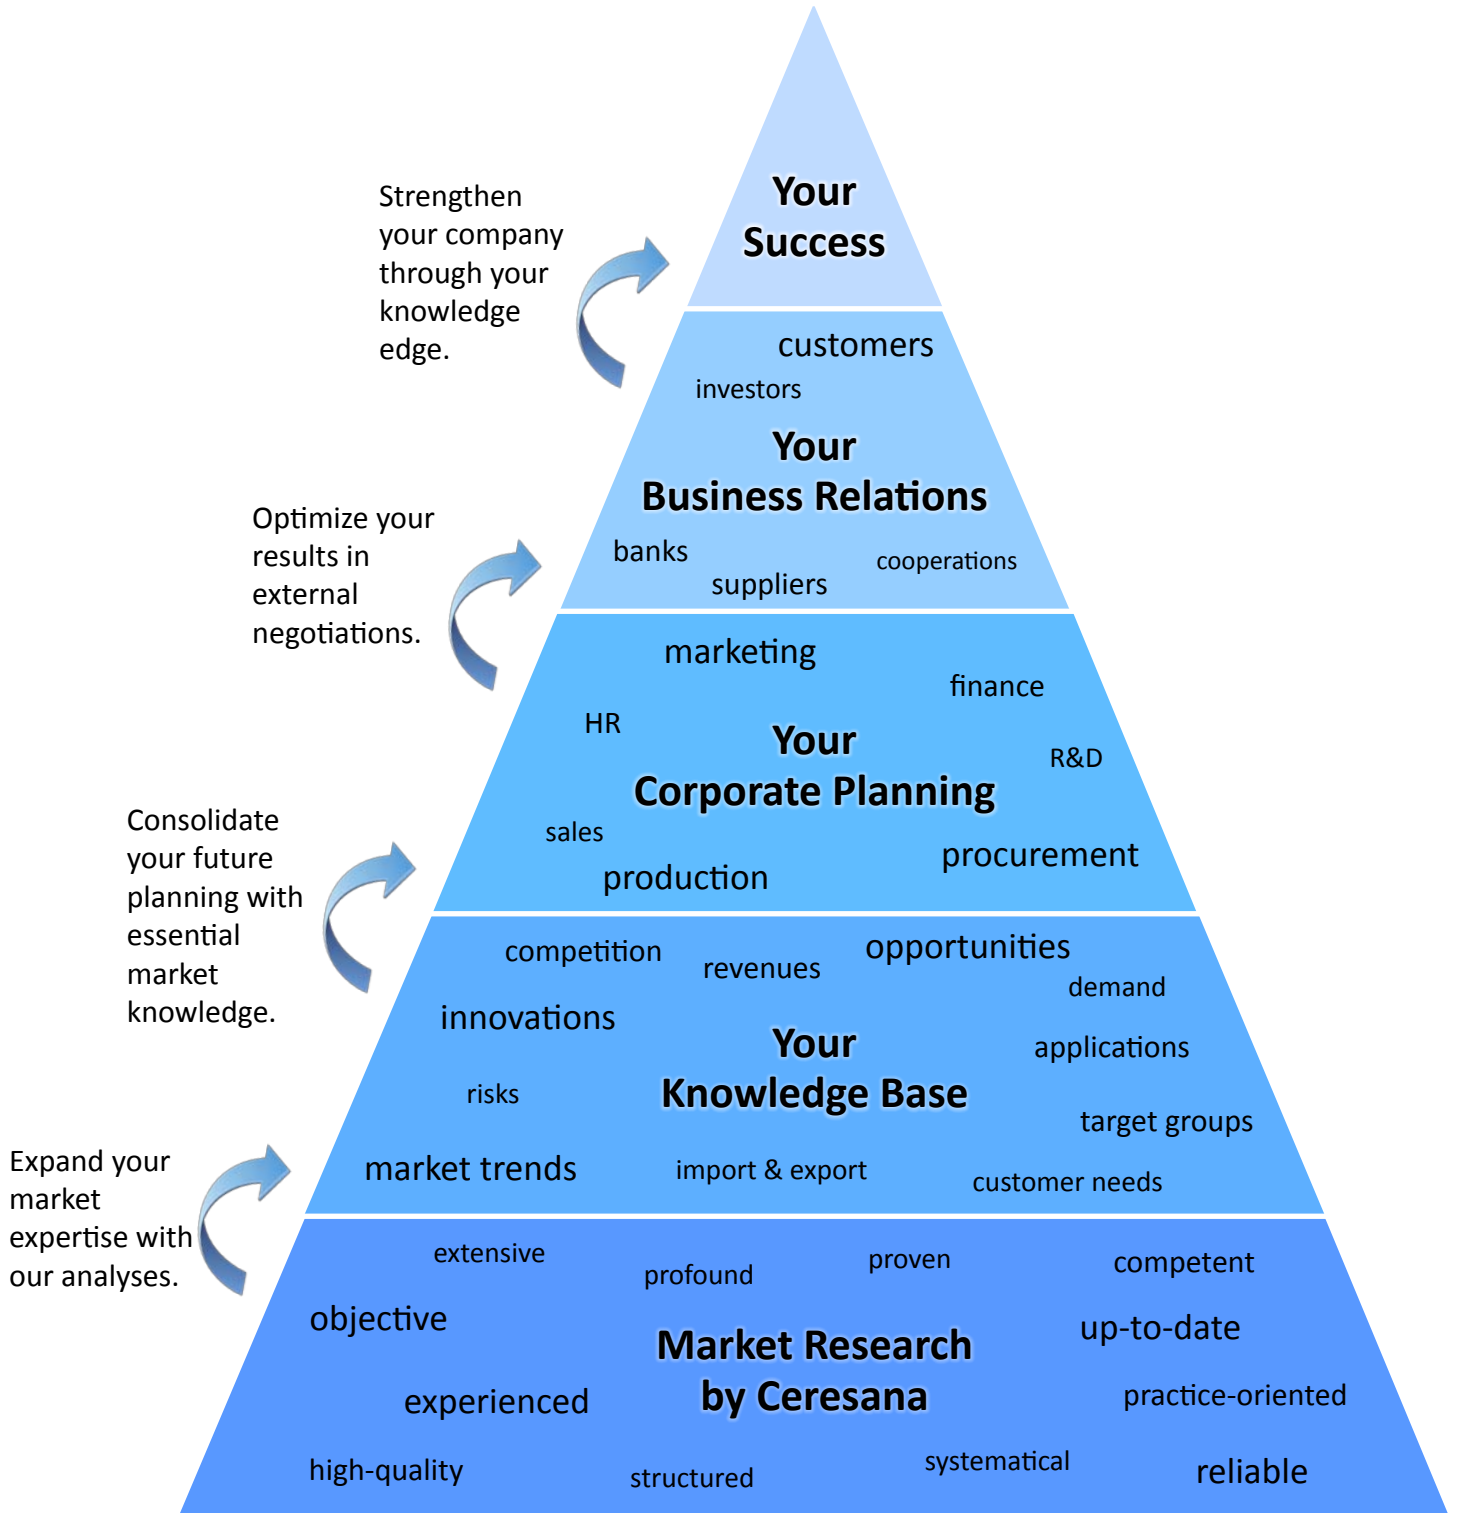 Your
Success
Strengthen
your company
through your
knowledge
edge.
customers
investors
Your
Business Relations
banks
cooperations
suppliers
Optimize your
results in
external
negotiations.
marketing
finance
HR
Your
Corporate Planning
R&D
sales
procurement
production
Consolidate
your future
planning with
essential
market
knowledge.
competition
revenues
opportunities
demand
innovations
Your
Knowledge Base
applications
risks
target groups
market trends
import & export
customer needs
Expand your
market
expertise with
our analyses.
extensive
profound
proven
competent
objective
up-to-date
Market Research
by Ceresana
experienced
practice-oriented
high-quality
structured
systematical
reliable